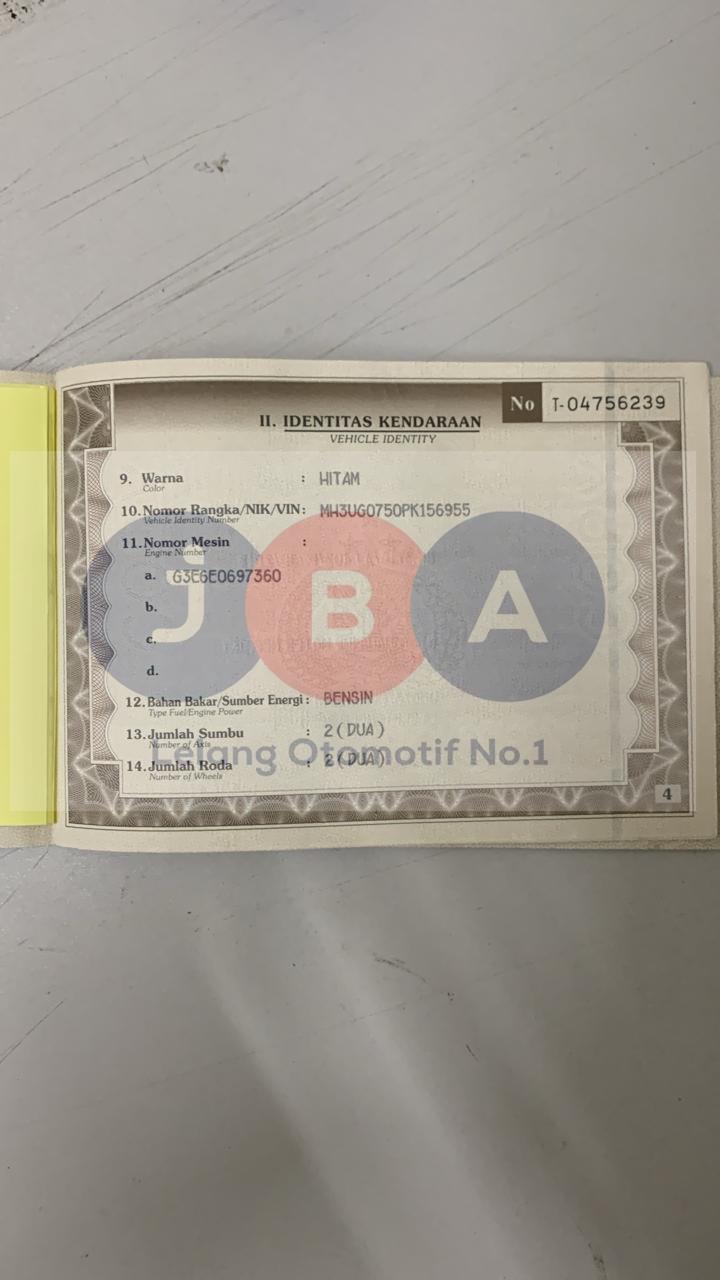 No T-04756239
II. IDENTITAS KENDARAAN
VEHICLE IDENTITY
9. Warna : HITAM
Color
10. Nomor Rangka/NIK/VIN : MH3UG0750PK156955
Vehicle Identity Number
11. Nomor Mesin :
Engine Number
a. G3E6E0697360
b.
c.
d.
JBA
12. Bahan Bakar/Sumber Energi : BENSIN
Type Fuel/Engine Power
13. Jumlah Sumbu : 2(DUA)
Number of Axis
Lelang Otomotif No.1
14. Jumlah Roda : 2(DUA)
Number of Wheels
4